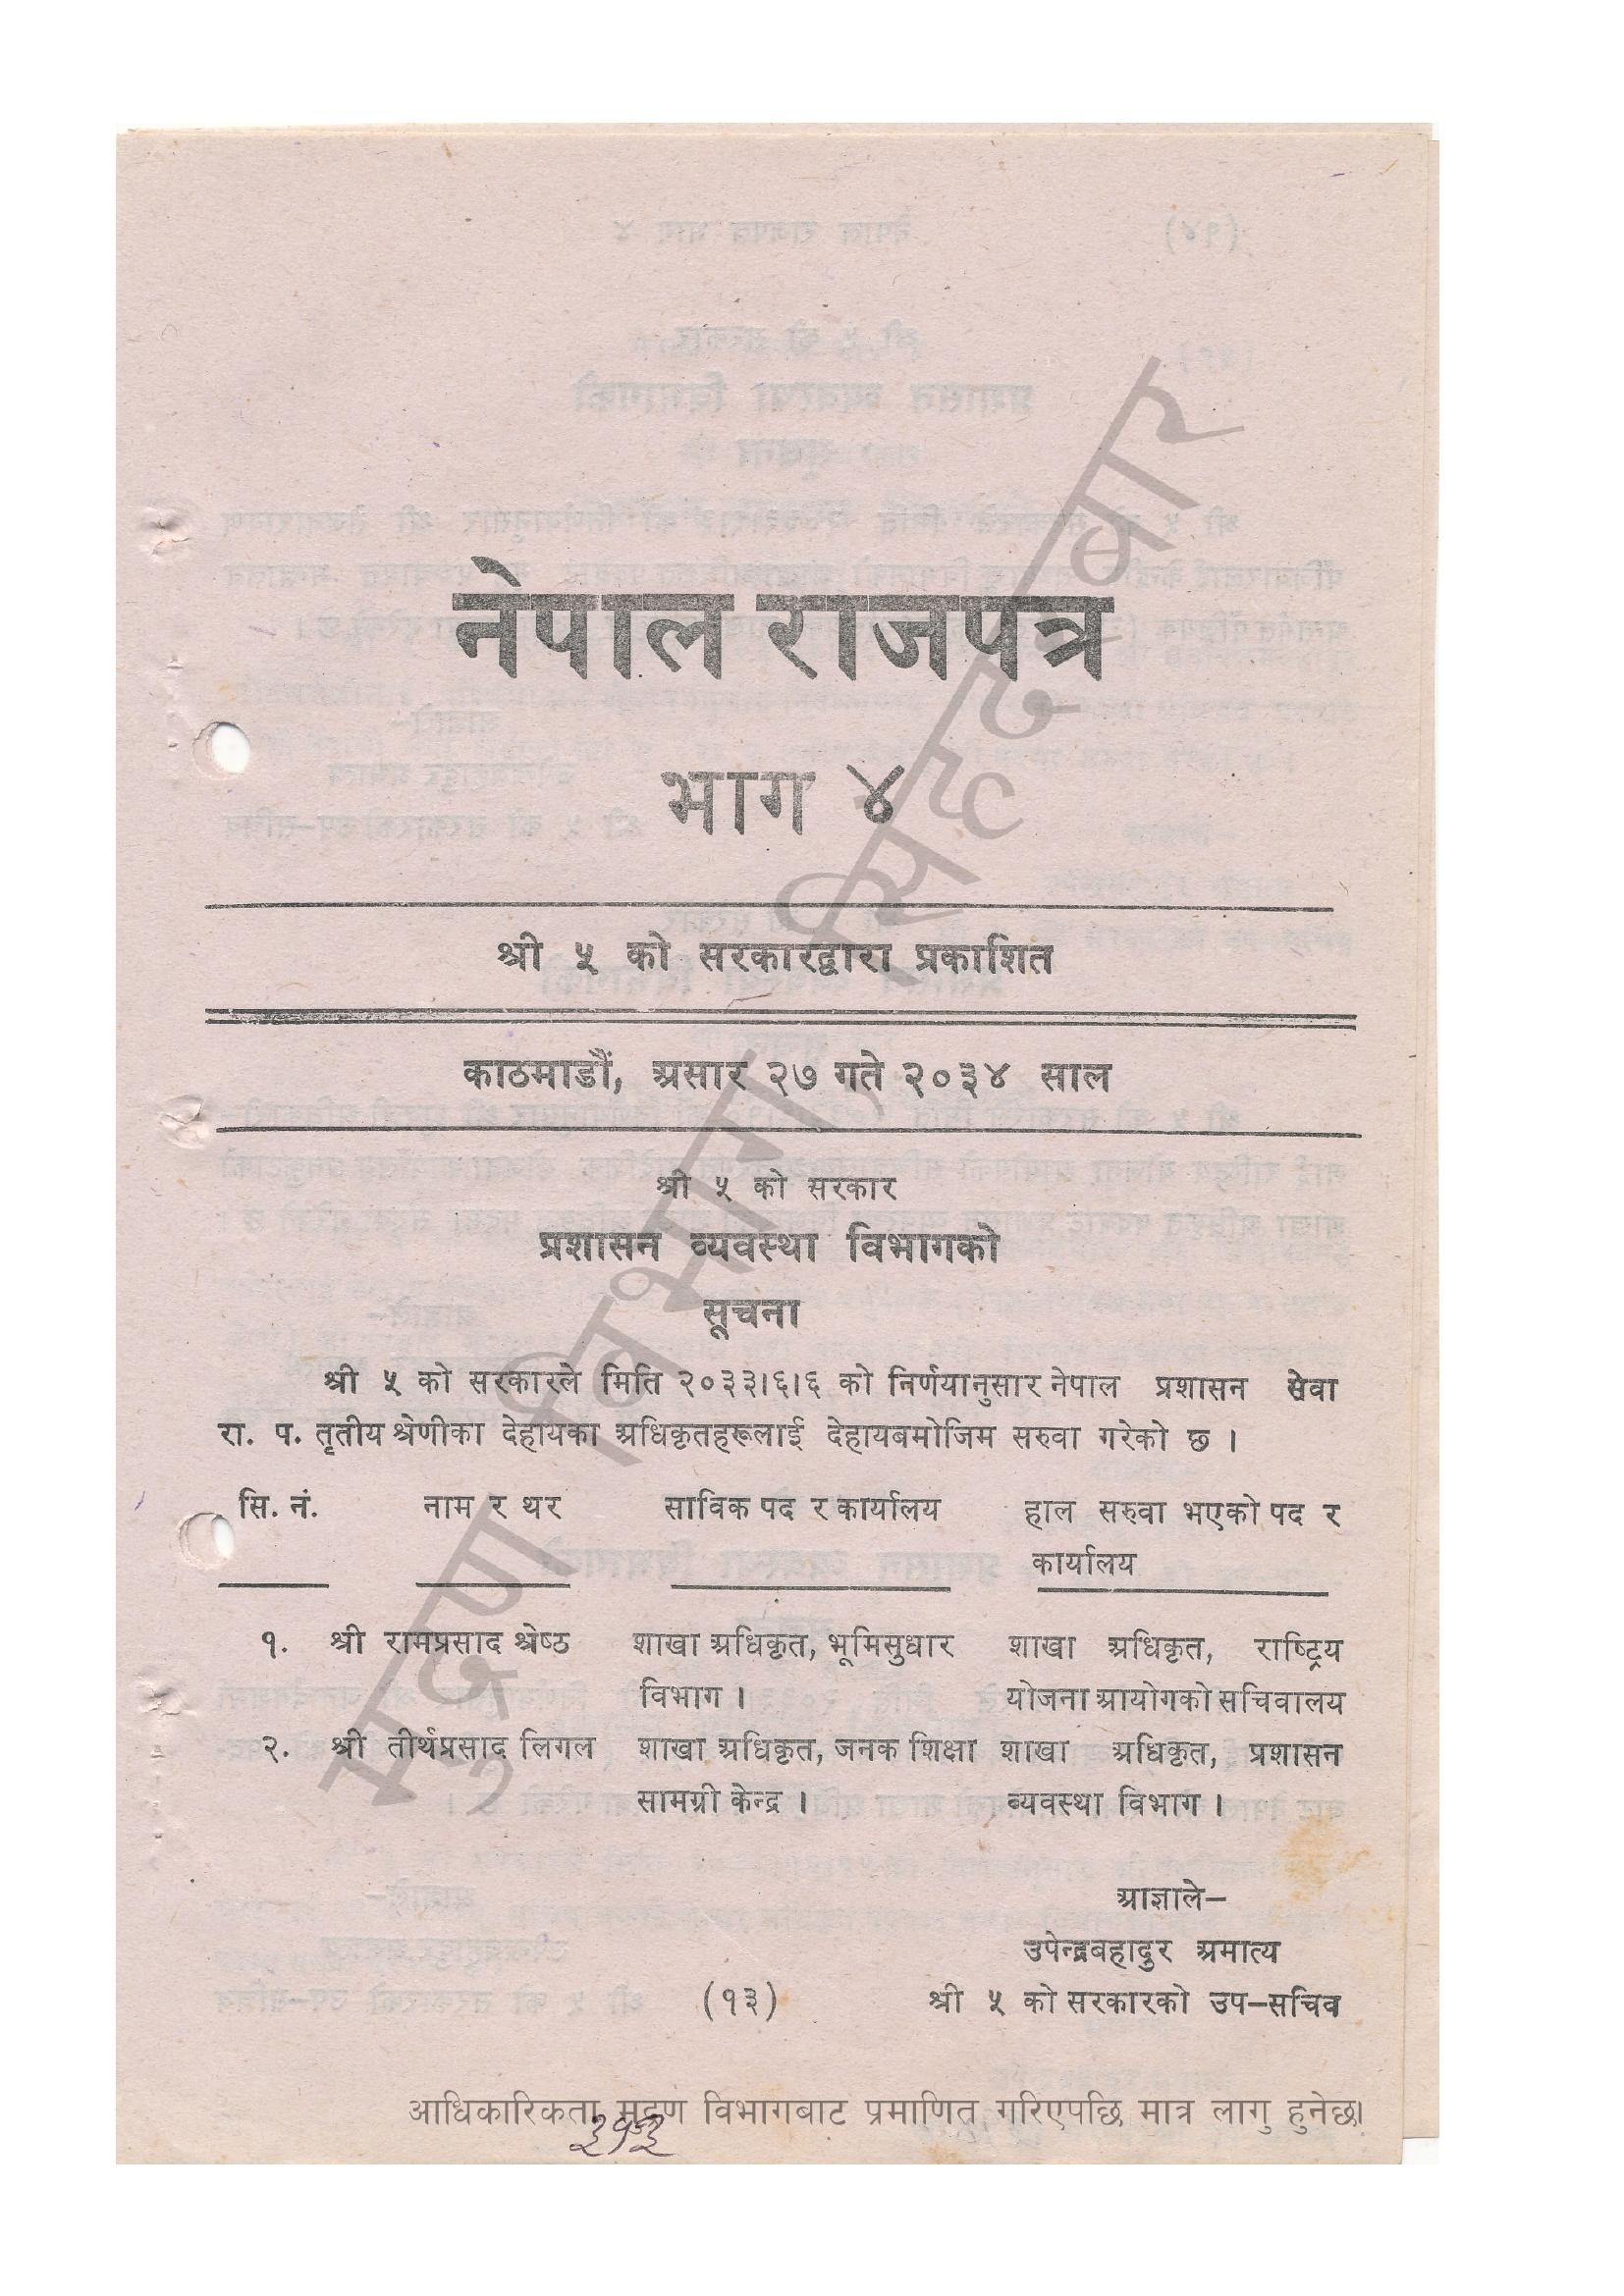 नेपाल राजपत्र
भाग ४
श्री ५ को सरकारद्वारा प्रकाशित
काठमाडौं, असार २७ गते २०३४ साल
श्री ५ को सरकार
प्रशासन व्यवस्था विभागको
सूचना
श्री ५ को सरकारले मिति २०३३।६।६ को निर्णयानुसार नेपाल प्रशासन सेवा
रा. प. तृतीय श्रेणीका देहायका अधिकृतहरूलाई देहायबमोजिम सरुवा गरेको छ ।
सि. नं. नाम र थर साविक पद र कार्यालय हाल सरुवा भएको पद र
कार्यालय
१. श्री रामप्रसाद श्रेष्ठ शाखा अधिकृत, भूमिसुधार शाखा अधिकृत, राष्ट्रिय
विभाग । योजना आयोगको सचिवालय
२. श्री तीर्थप्रसाद लिगल शाखा अधिकृत, जनक शिक्षा शाखा अधिकृत, प्रशासन
सामग्री केन्द्र । व्यवस्था विभाग ।
आज्ञाले–
उपेन्द्रबहादुर अमात्य
(१३) श्री ५ को सरकारको उप–सचिव
मुद्रण विभाग, सिंहदरबार
आधिकारिकता मुद्रण विभागबाट प्रमाणित गरिएपछि मात्र लागु हुनेछ।